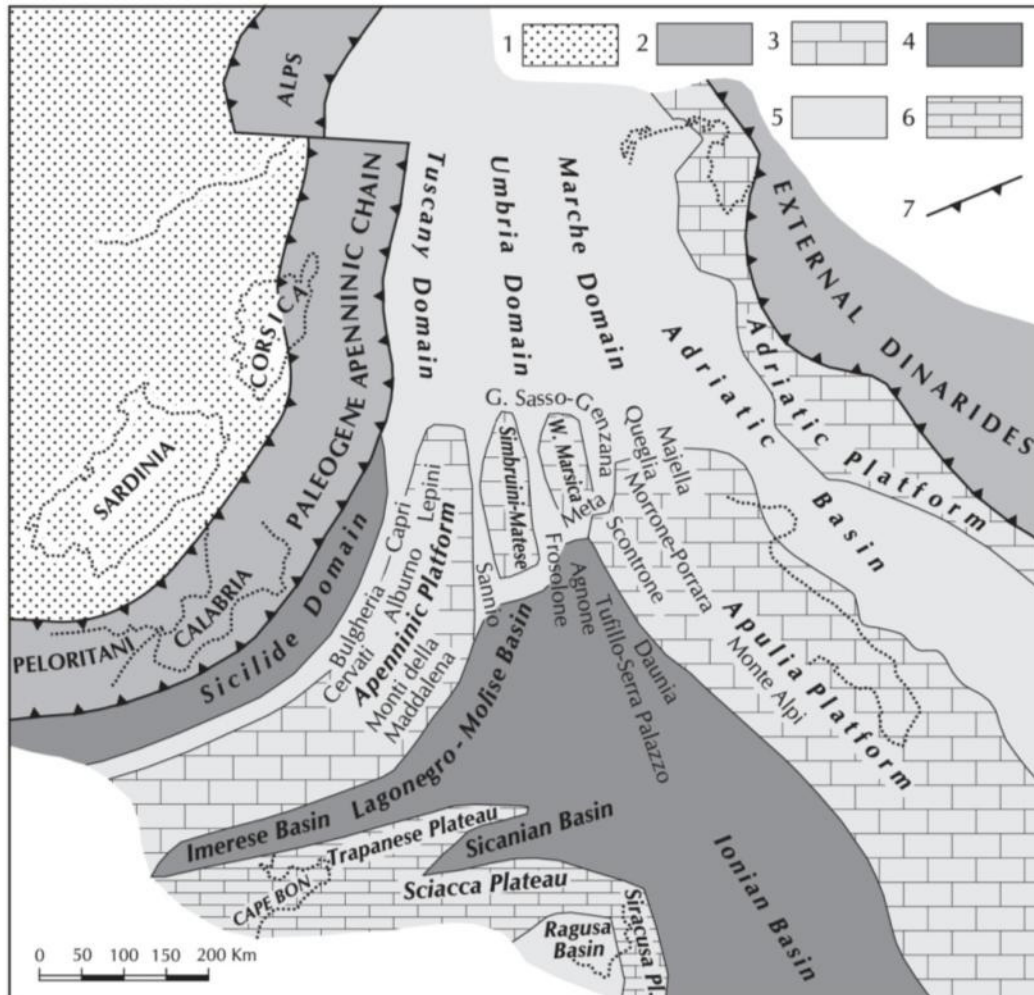 1
2
3
4
5
6
7
ALPS
Tuscany Domain
Umbria Domain
Marche Domain
EXTERNAL DINARIDES
PALEOGENE APENNINIC CHAIN
CORSICA
SARDINIA
CALABRIA
PELORITANI
Sicilide Domain
Adriatic Platform
Adriatic Basin
G. Sasso-Genzana
Simbruini-Matese
W. Marsica
Meta
Queglia
Majella
Morrone-Porrara
Scontrone
Lepini
Bulgheria — Capri
Alburno
Cervati
Apenninic Platform
Monti della
Maddalena
Sannio
Frosolone
Agnone
Tufillo-Serra Palazzo
Daunia
Monte Alpi
Apulia Platform
Imerese Basin
Lagonegro - Molise Basin
Trapanese Plateau
Sicanian Basin
CAPE BON
Sciacca Plateau
Ionian Basin
Ragusa
Basin
Siracusa Pl.
0 50 100 150 200 Km